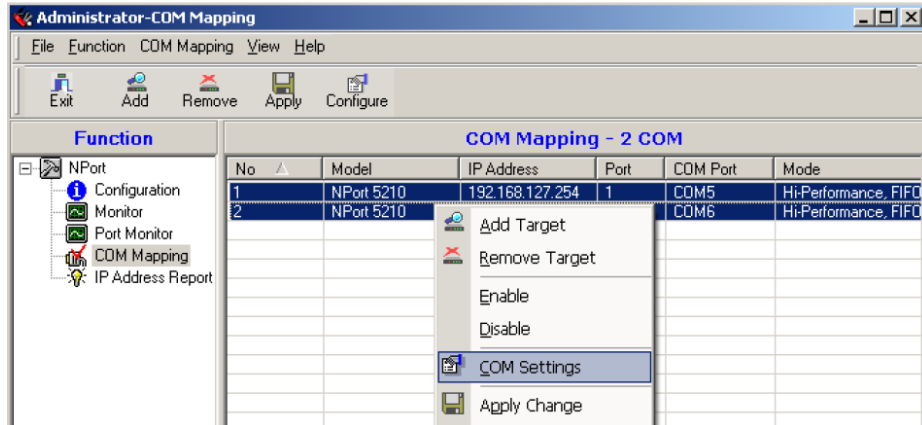 Administrator-COM Mapping
File Function COM Mapping View Help
Exit Add Remove Apply Configure
Function
COM Mapping - 2 COM
NPort
Configuration
Monitor
Port Monitor
COM Mapping
IP Address Report
No Model IP Address Port COM Port Mode
1 NPort 5210 192.168.127.254 1 COM5 Hi-Performance, FIFO
2 NPort 5210 COM6 Hi-Performance, FIFO
Add Target
Remove Target
Enable
Disable
COM Settings
Apply Change